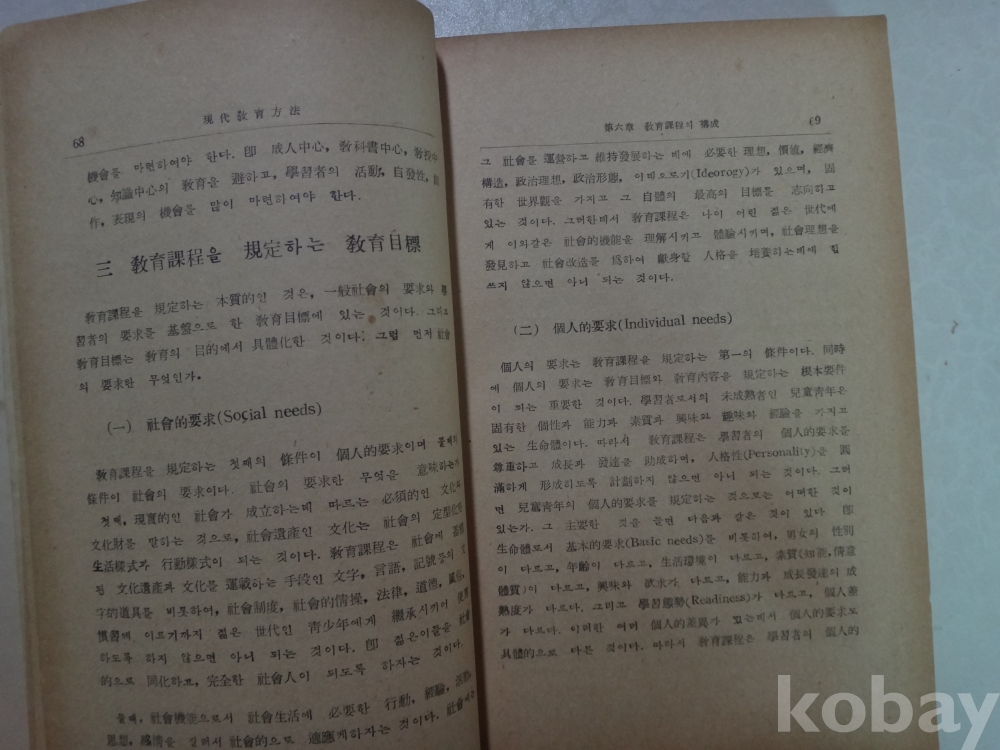 68
現代敎育方法
機會를 마련하여야 한다. 卽 成人中心, 敎科書中心, 敎授中
心, 知識中心의 敎育을 避하고, 學習者의 活動, 自發性,
作, 表現의 機會를 많이 마련하여야 한다.
三 敎育課程을 規定하는 敎育目標
敎育課程을 規定하는 本質的인 것은, 一般社會의 要求와 學
習者의 要求를 基盤으로 한 敎育目標에 있는 것이다. 그리고
敎育目標는 敎育의 目的에서 具體化한 것이다. 그럼 먼저 社會
의 要求란 무엇인가.
(一) 社會的要求(Social needs)
敎育課程을 規定하는 첫째의 條件이 個人的要求이며 둘째의
條件이 社會의 要求이다. 社會의 要求란 무엇을 意味하는가
첫째, 現實的인 社會가 成立하는데 따르는 必須的인 文化와
文化財를 말하는 것으로, 社會遺產인 文化는 社會의 定型化한
生活樣式가 行動樣式이 되는 것이다. 敎育課程은 社會에
된 文化遺產과 文化를 運載하는 手段인 文字, 言語, 記號等의
字的道具를 비롯하여, 社會制度, 社會的情操, 法律, 道德, 風俗,
慣習에 이르기까지 젊은 世代인 靑少年에게 繼承시키어
하도록 하지 않으면 아니 되는 것이다. 卽 젊은이들을 社會
的으로 同化하고, 完全한 社會人이 되도록 하자는 것이다.
둘째, 社會機能으로서 社會生活에 必要한 行動, 經驗,
思想, 感情을 길러서 社會的으로 適應케하자는 것이다. 社會
第六章 敎育課程의 構成
69
그 社會를 運營하고 維持發展하는 데에 必要한 理想, 價値, 經濟
構造, 政治理想, 政治形態, 이데오로기(Ideorogy)가 있으며, 固
有한 世界觀을 가지고 그 自體의 最高의 目標를 志向하고
있는 것이다. 그러한데서 敎育課程은 나이 어린 젊은 世代에
게 이와같은 社會的機能을 理解시키고 體驗시키며, 社會理想을
發見하고 社會改造를 爲하여 獻身할 人格을 培養하는데에 힘
쓰지 않으면 아니 되는 것이다.
(二) 個人的要求(Individual needs)
個人의 要求는 敎育課程을 規定하는 第一의 條件이다. 同時
에 個人의 要求는 敎育目標와 敎育內容을 規定하는 根本要件
이 되는 重要한 것이다. 學習者로서의 未成熟者인 兒童靑年은
固有한 個性과 能力과 素質과 興味와 趣味와 經驗을 가지고
있는 生命體이다. 따라서 敎育課程은 學習者의 個人的要求를
尊重하고 成長과 發達을 助成하며, 人格性(Personality)을 圓
滿하게 形成하도록 計劃하지 않으면 아니 되는 것이다. 그러
면 兒童靑年의 個人的要求를 規定하는 것으로는 어떠한 것이
있는가. 그 主要한 것을 들면 다음과 같은 것이 있다 卽
生命體로서 基本的要求(Basic needs)를 비롯하여, 男女의 性別
이 다르고, 年齡이 다르고, 生活環境이 다르고, 素質(知能,
體質)이 다르고, 興味와 欲求가 다르고, 能力과 成長發達의 成
熟度가 다르다. 그리고 學習態勢(Readiness)가 다르고, 個人差
가 다르다. 이러한 여러 個人的差異가 있는데서 個人的要求도
具體的으로 다른 것이다. 따라서 敎育課程은 學習者의 個人的
kobay